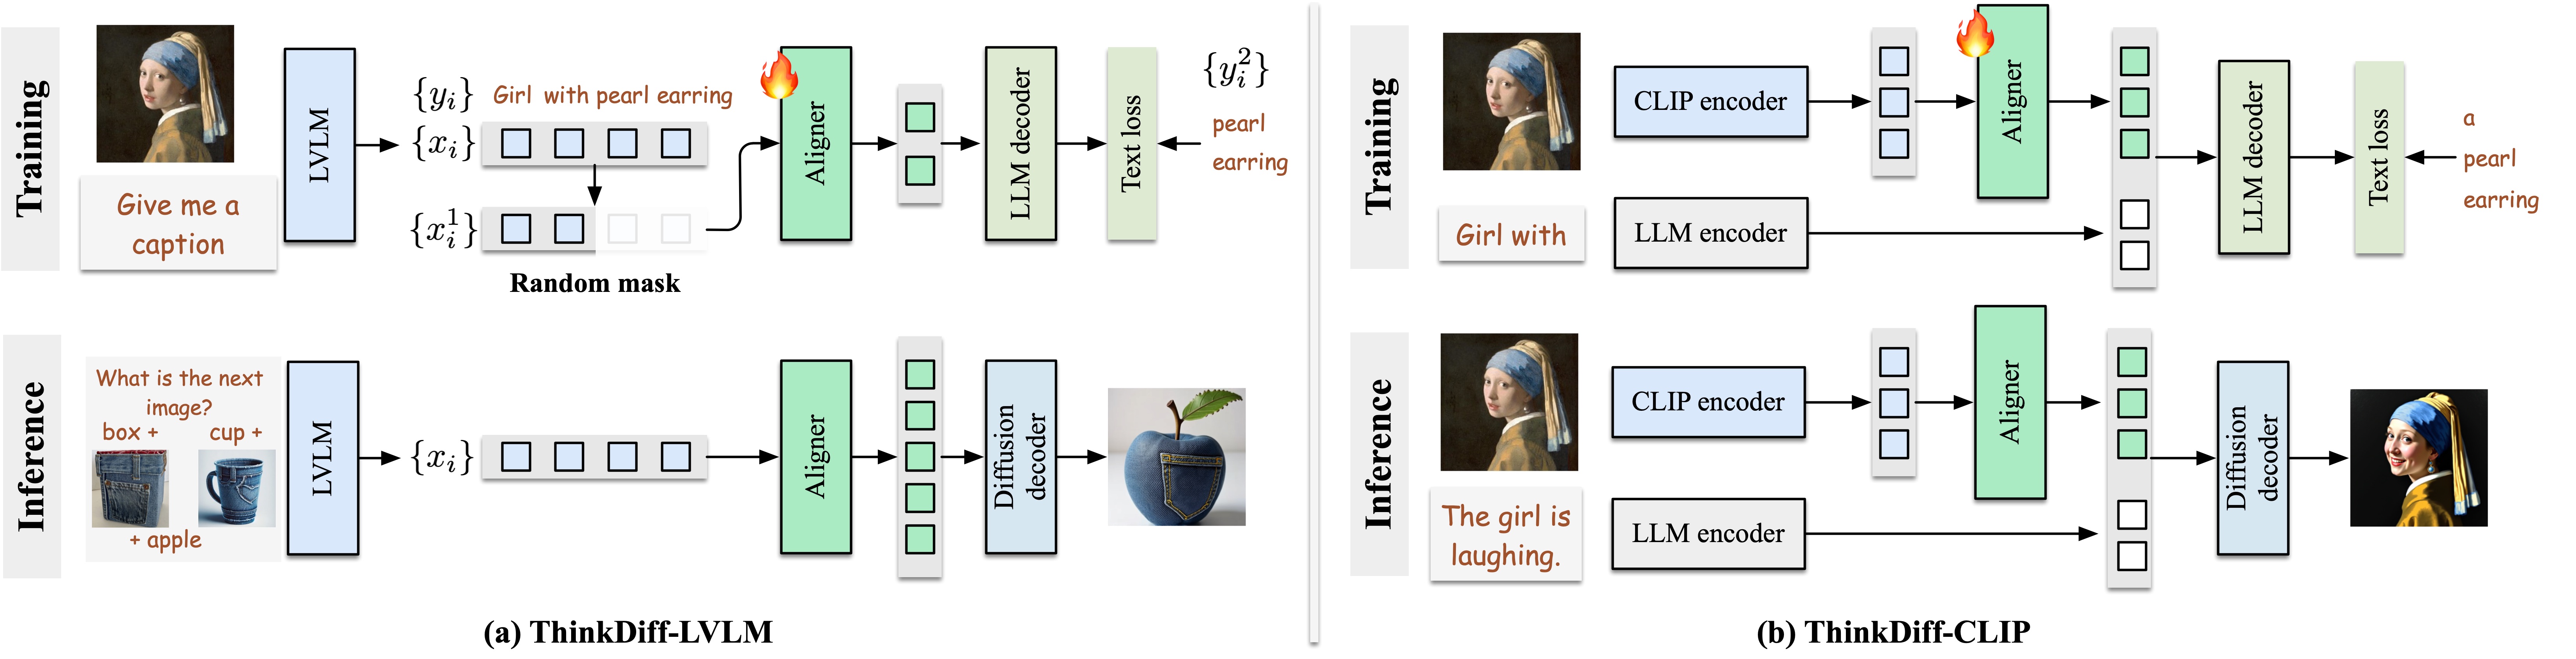 Training
Give me a
caption
LVLM
{y_i} Girl with pearl earring
{x_i}
{x_i^1}
Random mask
Aligner
LLM decoder
Text loss
{y_i^2}
pearl
earring
Inference
What is the next
image?
box + cup +
+ apple
LVLM
{x_i}
Aligner
Diffusion
decoder
(a) ThinkDiff-LVLM
Training
Girl with
CLIP encoder
LLM encoder
Aligner
LLM decoder
Text loss
a
pearl
earring
Inference
The girl is
laughing.
CLIP encoder
LLM encoder
Aligner
Diffusion
decoder
(b) ThinkDiff-CLIP